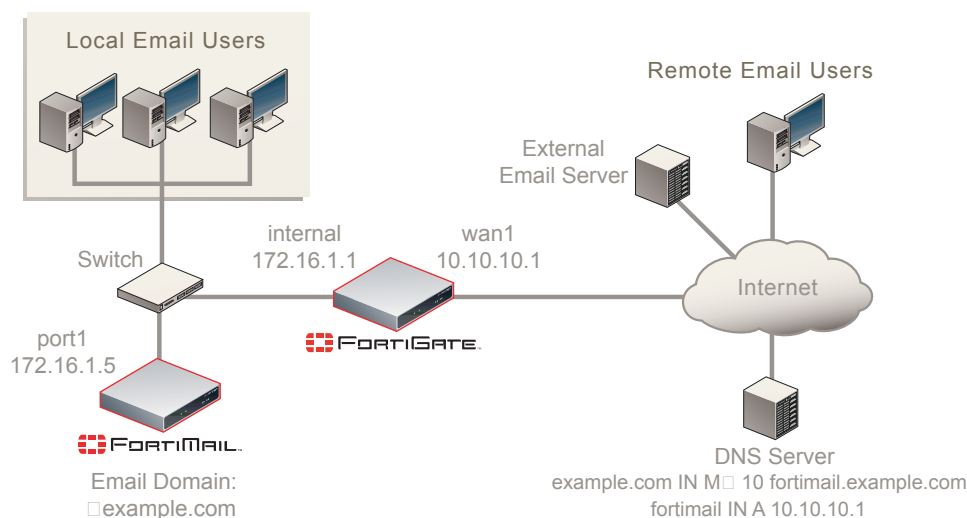 Local Email Users
Remote Email Users
External
Email Server
internal
172.16.1.1
wan1
10.10.10.1
Switch
Internet
port1
172.16.1.5
FORTIGATE
FORTIMAIL
DNS Server
Email Domain:
□example.com
example.com IN M□ 10 fortimail.example.com
fortimail IN A 10.10.10.1